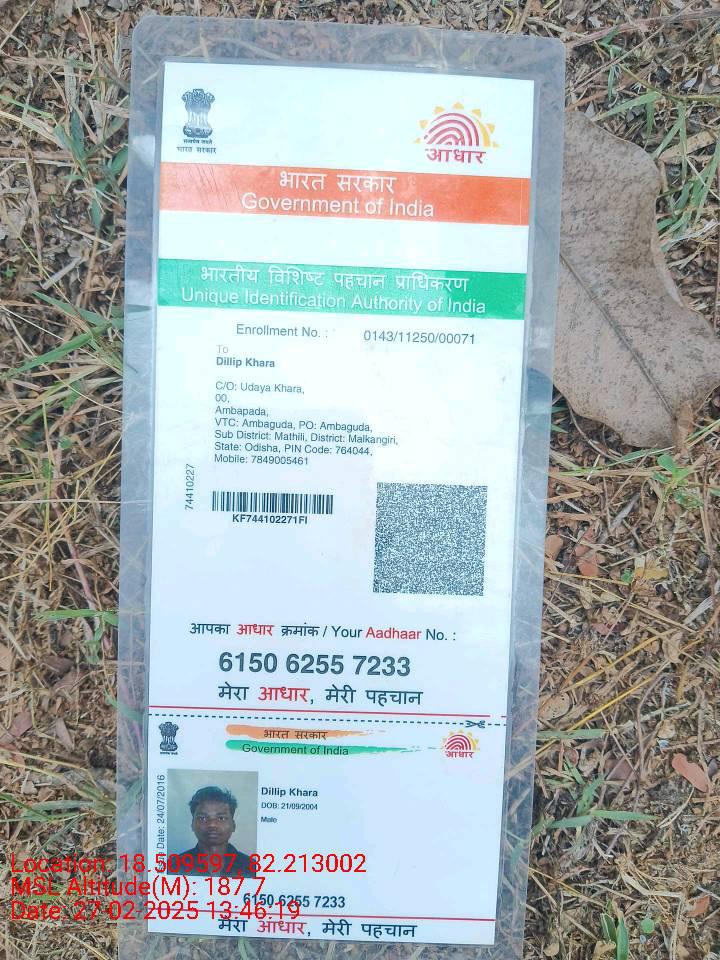 सत्यमेव जयते
भारत सरकार
आधार
भारत सरकार
Government of India
भारतीय विशिष्ट पहचान प्राधिकरण
Unique Identification Authority of India
Enrollment No. : 0143/11250/00071
To
Dillip Khara
C/O: Udaya Khara,
00,
Ambapada,
VTC: Ambaguda, PO: Ambaguda,
Sub District: Mathili, District: Malkangiri,
State: Odisha, PIN Code: 764044,
Mobile: 7849005461
74410227
KF744102271FI
आपका आधार क्रमांक / Your Aadhaar No. :
6150 6255 7233
मेरा आधार, मेरी पहचान
भारत सरकार
Government of India
आधार
Date: 24/07/2016
Dillip Khara
DOB: 21/09/2004
Male
6150 6255 7233
मेरा आधार, मेरी पहचान
Location: 18.509597, 82.213002
MSL Altitude(M): 187.7
Date: 27-02-2025 13:46:19